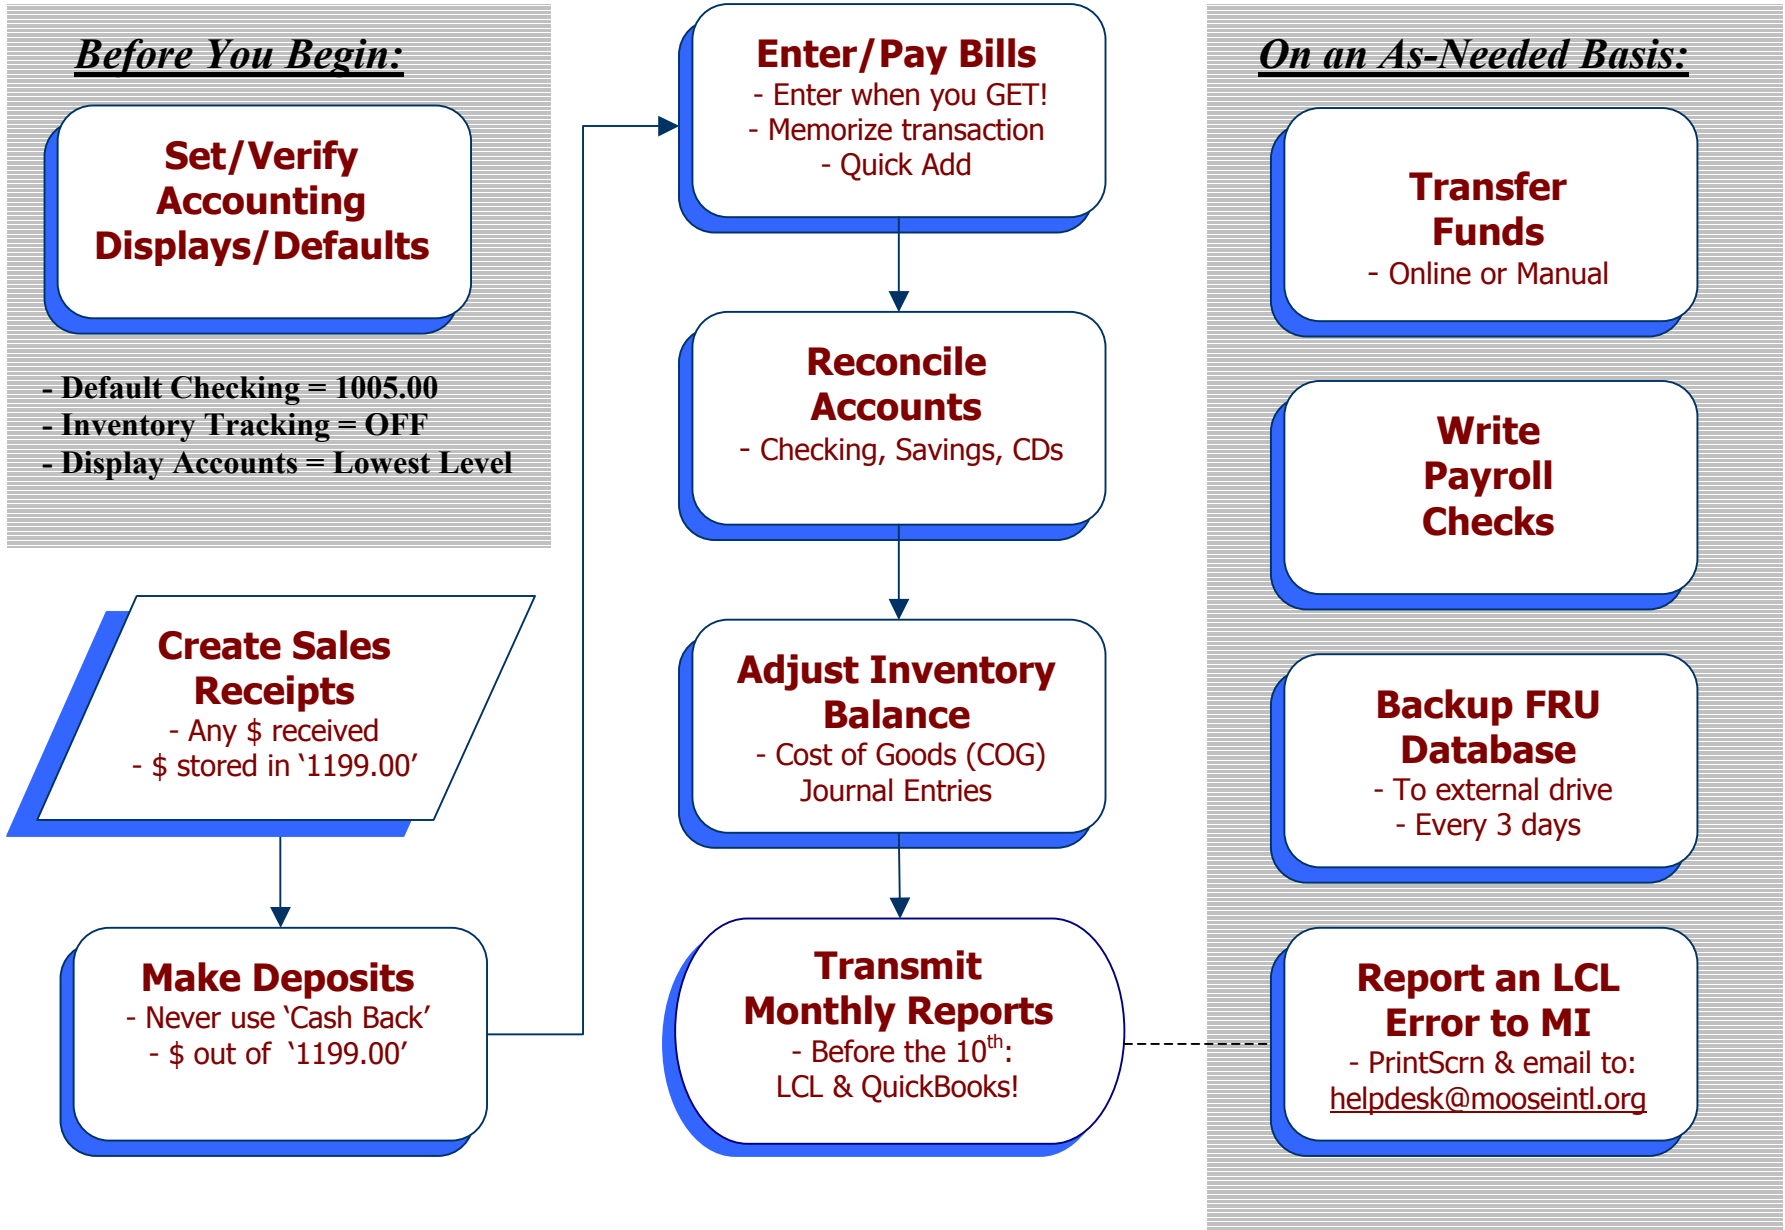 Before You Begin:
Set/Verify
Accounting
Displays/Defaults
- Default Checking = 1005.00
- Inventory Tracking = OFF
- Display Accounts = Lowest Level
Create Sales
Receipts
- Any $ received
- $ stored in ‘1199.00’
Make Deposits
- Never use ‘Cash Back’
- $ out of ‘1199.00’
Enter/Pay Bills
- Enter when you GET!
- Memorize transaction
- Quick Add
Reconcile
Accounts
- Checking, Savings, CDs
Adjust Inventory
Balance
- Cost of Goods (COG)
Journal Entries
Transmit
Monthly Reports
- Before the 10th:
LCL & QuickBooks!
On an As-Needed Basis:
Transfer
Funds
- Online or Manual
Write
Payroll
Checks
Backup FRU
Database
- To external drive
- Every 3 days
Report an LCL
Error to MI
- PrintScrn & email to:
helpdesk@mooseintl.org